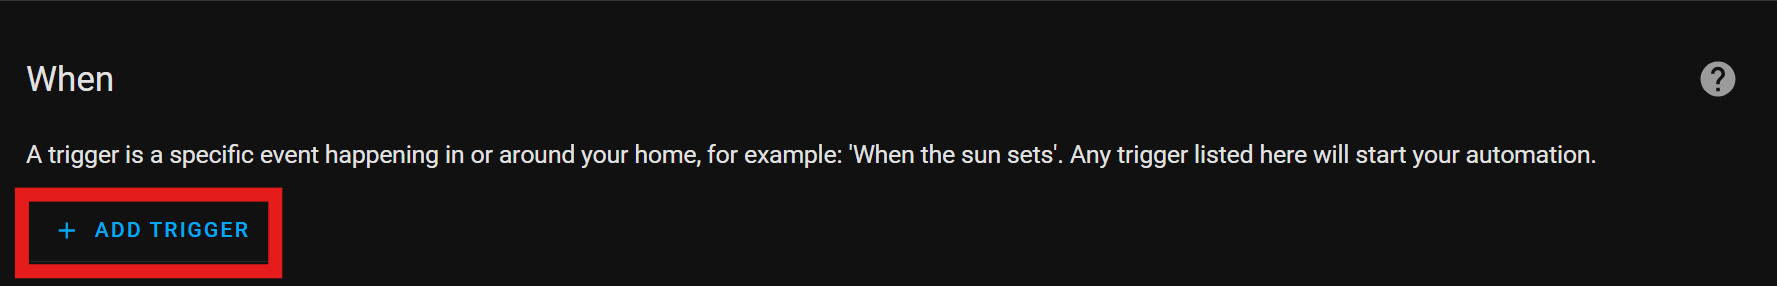 When
?
A trigger is a specific event happening in or around your home, for example: 'When the sun sets'. Any trigger listed here will start your automation.
+ ADD TRIGGER